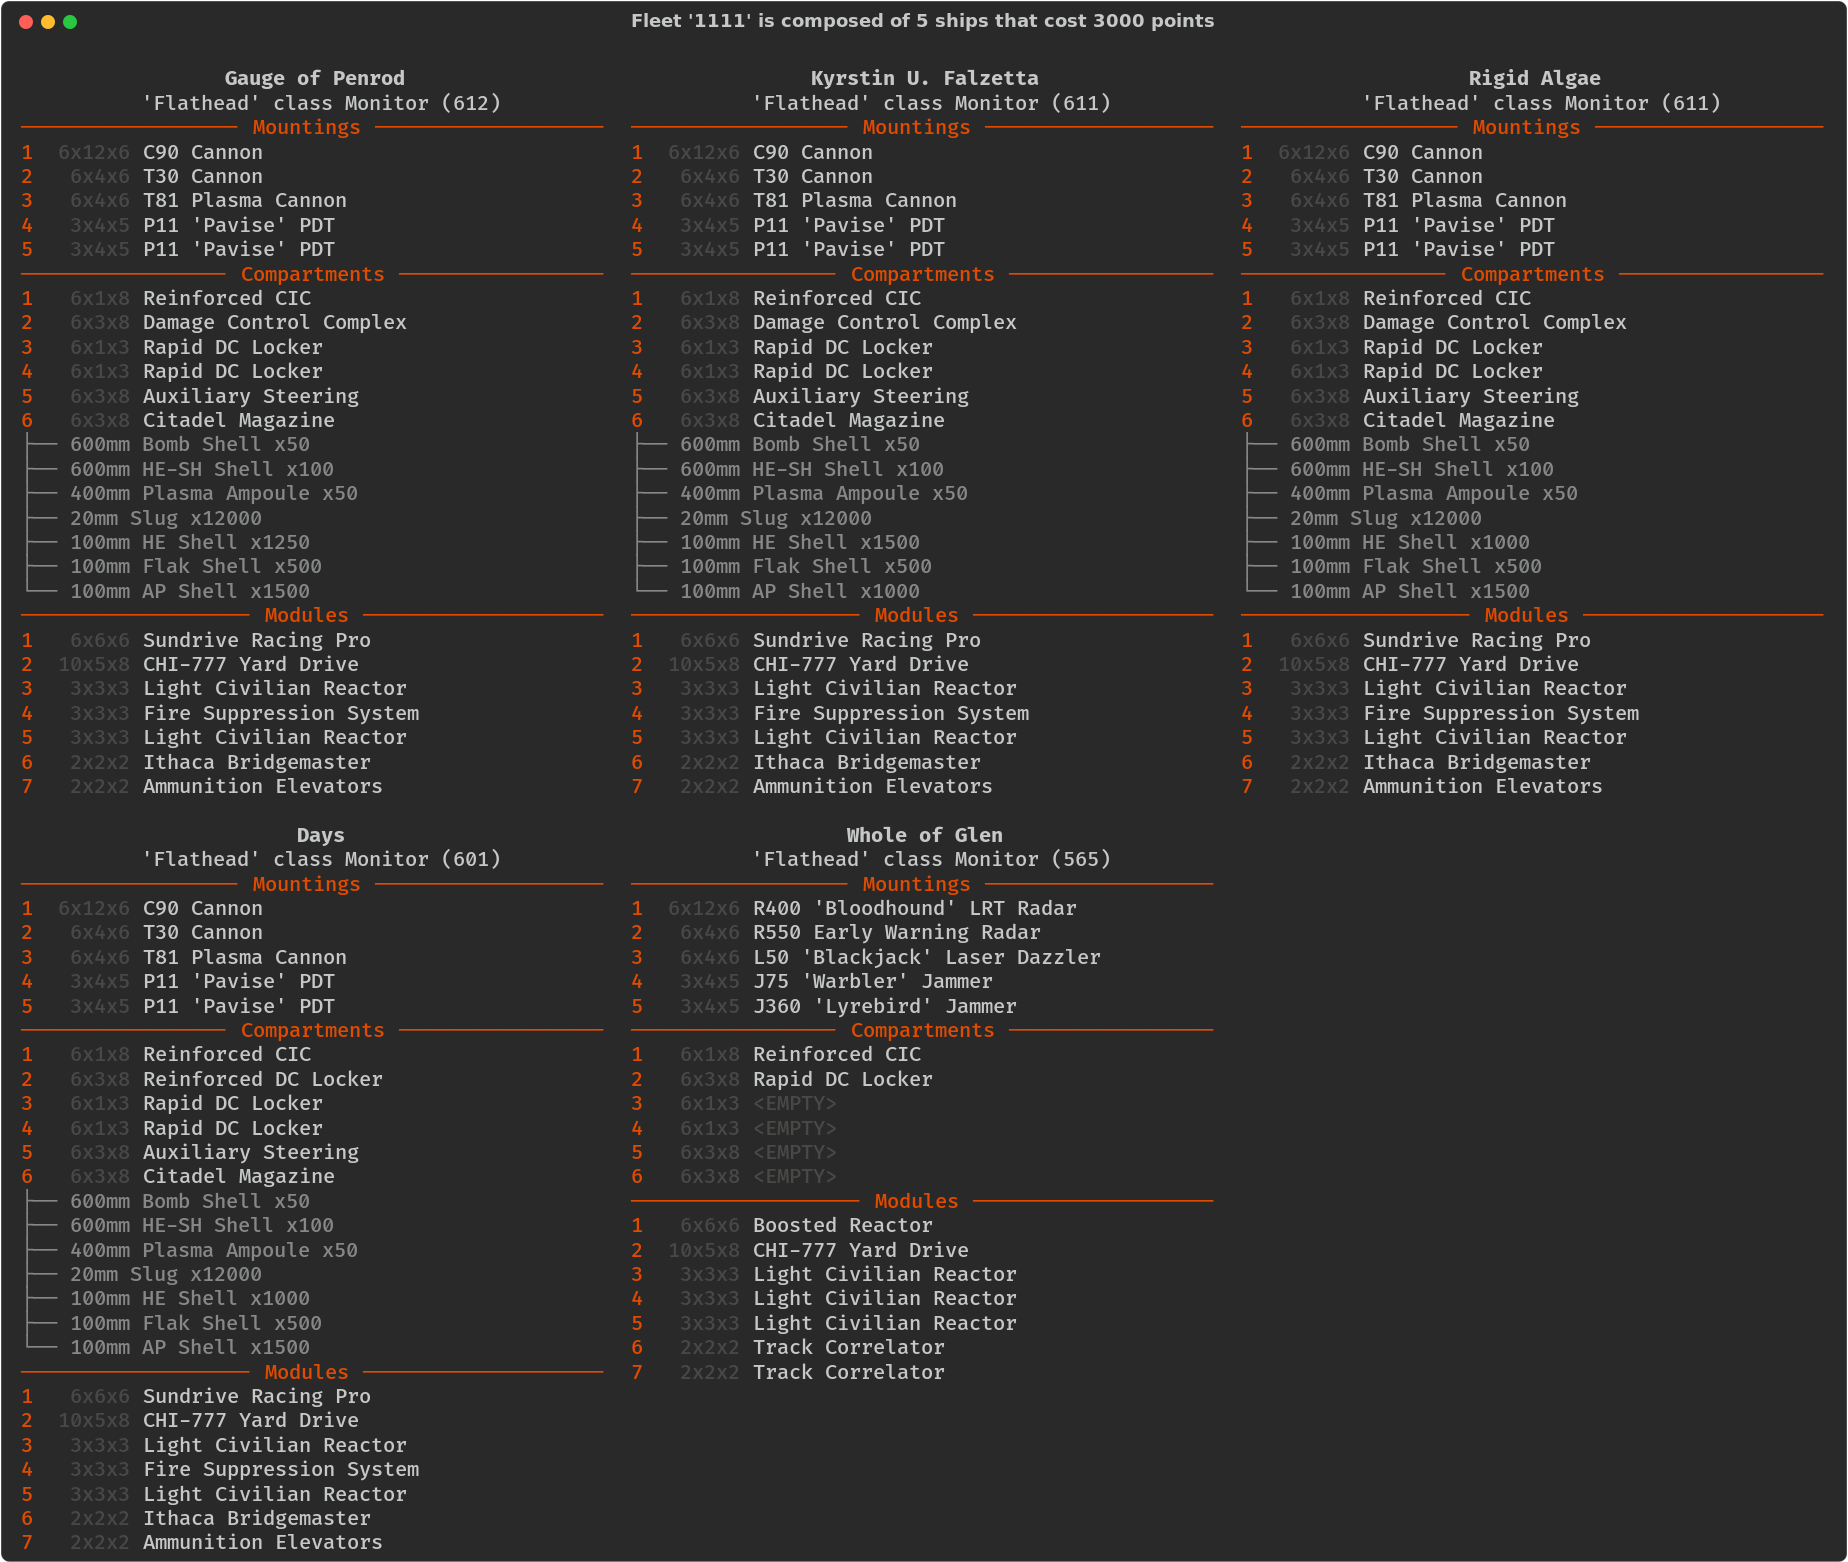 Fleet '1111' is composed of 5 ships that cost 3000 points
Gauge of Penrod
'Flathead' class Monitor (612)
Mountings
1 6x12x6 C90 Cannon
2 6x4x6 T30 Cannon
3 6x4x6 T81 Plasma Cannon
4 3x4x5 P11 'Pavise' PDT
5 3x4x5 P11 'Pavise' PDT
Compartments
1 6x1x8 Reinforced CIC
2 6x3x8 Damage Control Complex
3 6x1x3 Rapid DC Locker
4 6x1x3 Rapid DC Locker
5 6x3x8 Auxiliary Steering
6 6x3x8 Citadel Magazine
600mm Bomb Shell x50
600mm HE-SH Shell x100
400mm Plasma Ampoule x50
20mm Slug x12000
100mm HE Shell x1250
100mm Flak Shell x500
100mm AP Shell x1500
Modules
1 6x6x6 Sundrive Racing Pro
2 10x5x8 CHI-777 Yard Drive
3 3x3x3 Light Civilian Reactor
4 3x3x3 Fire Suppression System
5 3x3x3 Light Civilian Reactor
6 2x2x2 Ithaca Bridgemaster
7 2x2x2 Ammunition Elevators
Kyrstin U. Falzetta
'Flathead' class Monitor (611)
Mountings
1 6x12x6 C90 Cannon
2 6x4x6 T30 Cannon
3 6x4x6 T81 Plasma Cannon
4 3x4x5 P11 'Pavise' PDT
5 3x4x5 P11 'Pavise' PDT
Compartments
1 6x1x8 Reinforced CIC
2 6x3x8 Damage Control Complex
3 6x1x3 Rapid DC Locker
4 6x1x3 Rapid DC Locker
5 6x3x8 Auxiliary Steering
6 6x3x8 Citadel Magazine
600mm Bomb Shell x50
600mm HE-SH Shell x100
400mm Plasma Ampoule x50
20mm Slug x12000
100mm HE Shell x1500
100mm Flak Shell x500
100mm AP Shell x1000
Modules
1 6x6x6 Sundrive Racing Pro
2 10x5x8 CHI-777 Yard Drive
3 3x3x3 Light Civilian Reactor
4 3x3x3 Fire Suppression System
5 3x3x3 Light Civilian Reactor
6 2x2x2 Ithaca Bridgemaster
7 2x2x2 Ammunition Elevators
Rigid Algae
'Flathead' class Monitor (611)
Mountings
1 6x12x6 C90 Cannon
2 6x4x6 T30 Cannon
3 6x4x6 T81 Plasma Cannon
4 3x4x5 P11 'Pavise' PDT
5 3x4x5 P11 'Pavise' PDT
Compartments
1 6x1x8 Reinforced CIC
2 6x3x8 Damage Control Complex
3 6x1x3 Rapid DC Locker
4 6x1x3 Rapid DC Locker
5 6x3x8 Auxiliary Steering
6 6x3x8 Citadel Magazine
600mm Bomb Shell x50
600mm HE-SH Shell x100
400mm Plasma Ampoule x50
20mm Slug x12000
100mm HE Shell x1000
100mm Flak Shell x500
100mm AP Shell x1500
Modules
1 6x6x6 Sundrive Racing Pro
2 10x5x8 CHI-777 Yard Drive
3 3x3x3 Light Civilian Reactor
4 3x3x3 Fire Suppression System
5 3x3x3 Light Civilian Reactor
6 2x2x2 Ithaca Bridgemaster
7 2x2x2 Ammunition Elevators
Days
'Flathead' class Monitor (601)
Mountings
1 6x12x6 C90 Cannon
2 6x4x6 T30 Cannon
3 6x4x6 T81 Plasma Cannon
4 3x4x5 P11 'Pavise' PDT
5 3x4x5 P11 'Pavise' PDT
Compartments
1 6x1x8 Reinforced CIC
2 6x3x8 Reinforced DC Locker
3 6x1x3 Rapid DC Locker
4 6x1x3 Rapid DC Locker
5 6x3x8 Auxiliary Steering
6 6x3x8 Citadel Magazine
600mm Bomb Shell x50
600mm HE-SH Shell x100
400mm Plasma Ampoule x50
20mm Slug x12000
100mm HE Shell x1000
100mm Flak Shell x500
100mm AP Shell x1500
Modules
1 6x6x6 Sundrive Racing Pro
2 10x5x8 CHI-777 Yard Drive
3 3x3x3 Light Civilian Reactor
4 3x3x3 Fire Suppression System
5 3x3x3 Light Civilian Reactor
6 2x2x2 Ithaca Bridgemaster
7 2x2x2 Ammunition Elevators
Whole of Glen
'Flathead' class Monitor (565)
Mountings
1 6x12x6 R400 'Bloodhound' LRT Radar
2 6x4x6 R550 Early Warning Radar
3 6x4x6 L50 'Blackjack' Laser Dazzler
4 3x4x5 J75 'Warbler' Jammer
5 3x4x5 J360 'Lyrebird' Jammer
Compartments
1 6x1x8 Reinforced CIC
2 6x3x8 Rapid DC Locker
3 6x1x3 <EMPTY>
4 6x1x3 <EMPTY>
5 6x3x8 <EMPTY>
6 6x3x8 <EMPTY>
Modules
1 6x6x6 Boosted Reactor
2 10x5x8 CHI-777 Yard Drive
3 3x3x3 Light Civilian Reactor
4 3x3x3 Light Civilian Reactor
5 3x3x3 Light Civilian Reactor
6 2x2x2 Track Correlator
7 2x2x2 Track Correlator